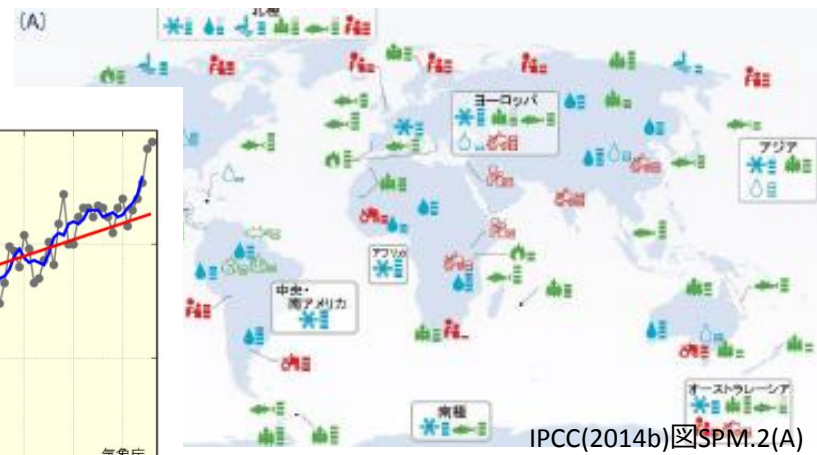 (A)
北極
ヨーロッパ
アジア
アフリカ
中央・
南アメリカ
オーストラレーシア
南極
IPCC(2014b)図SPM.2(A)
気象庁